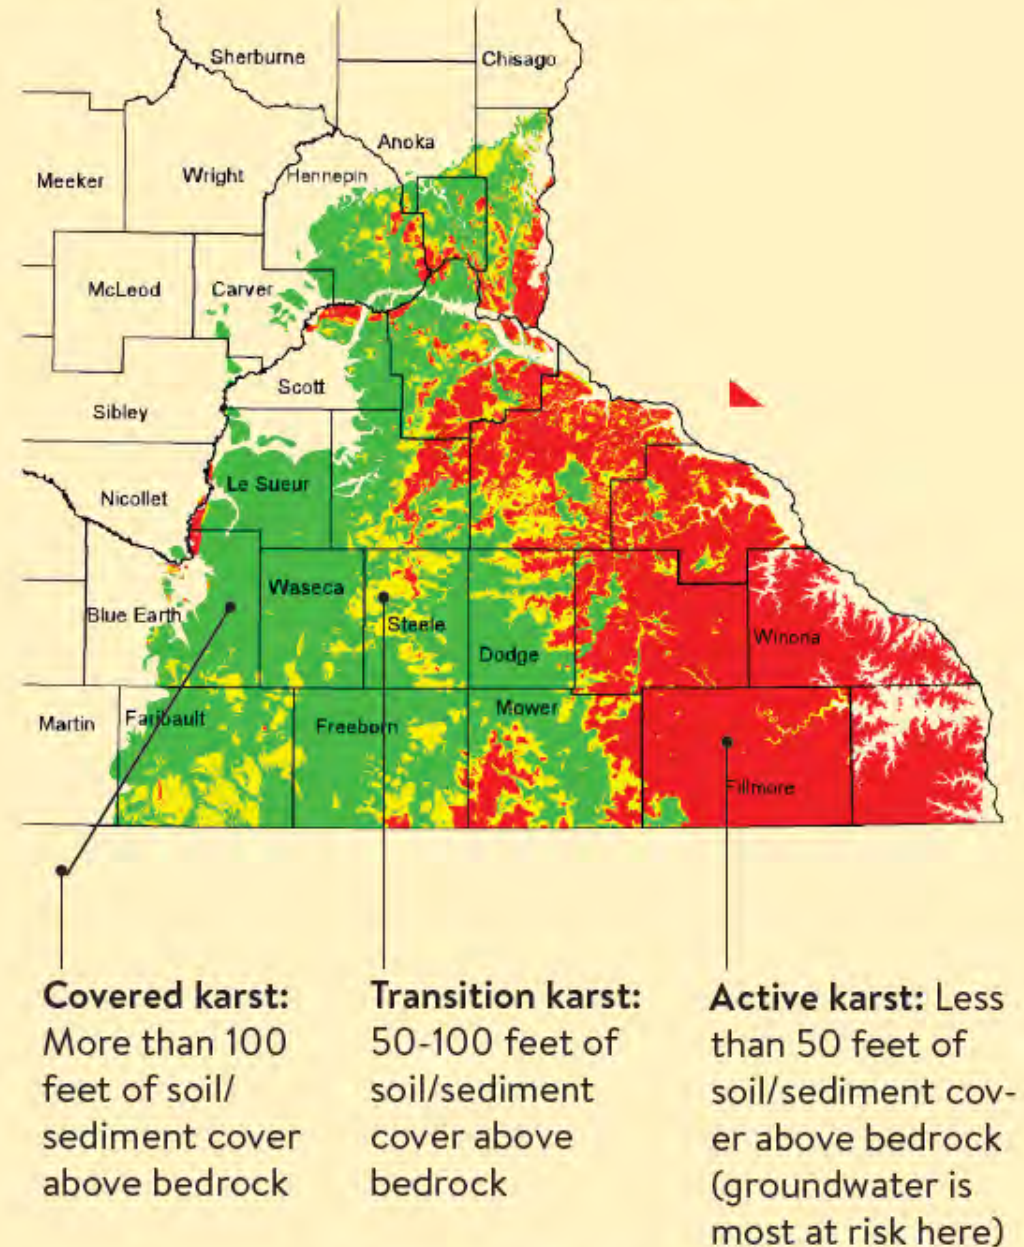 Sherburne
Chisago
Anoka
Meeker
Wright
Hennepin
McLeod
Carver
Scott
Sibley
Le Sueur
Nicollet
Waseca
Blue Earth
Steele
Winona
Dodge
Mower
Martin
Faribault
Freeborn
Fillmore
Covered karst:
More than 100
feet of soil/
sediment cover
above bedrock
Transition karst:
50-100 feet of
soil/sediment
cover above
bedrock
Active karst: Less
than 50 feet of
soil/sediment cov-
er above bedrock
(groundwater is
most at risk here)